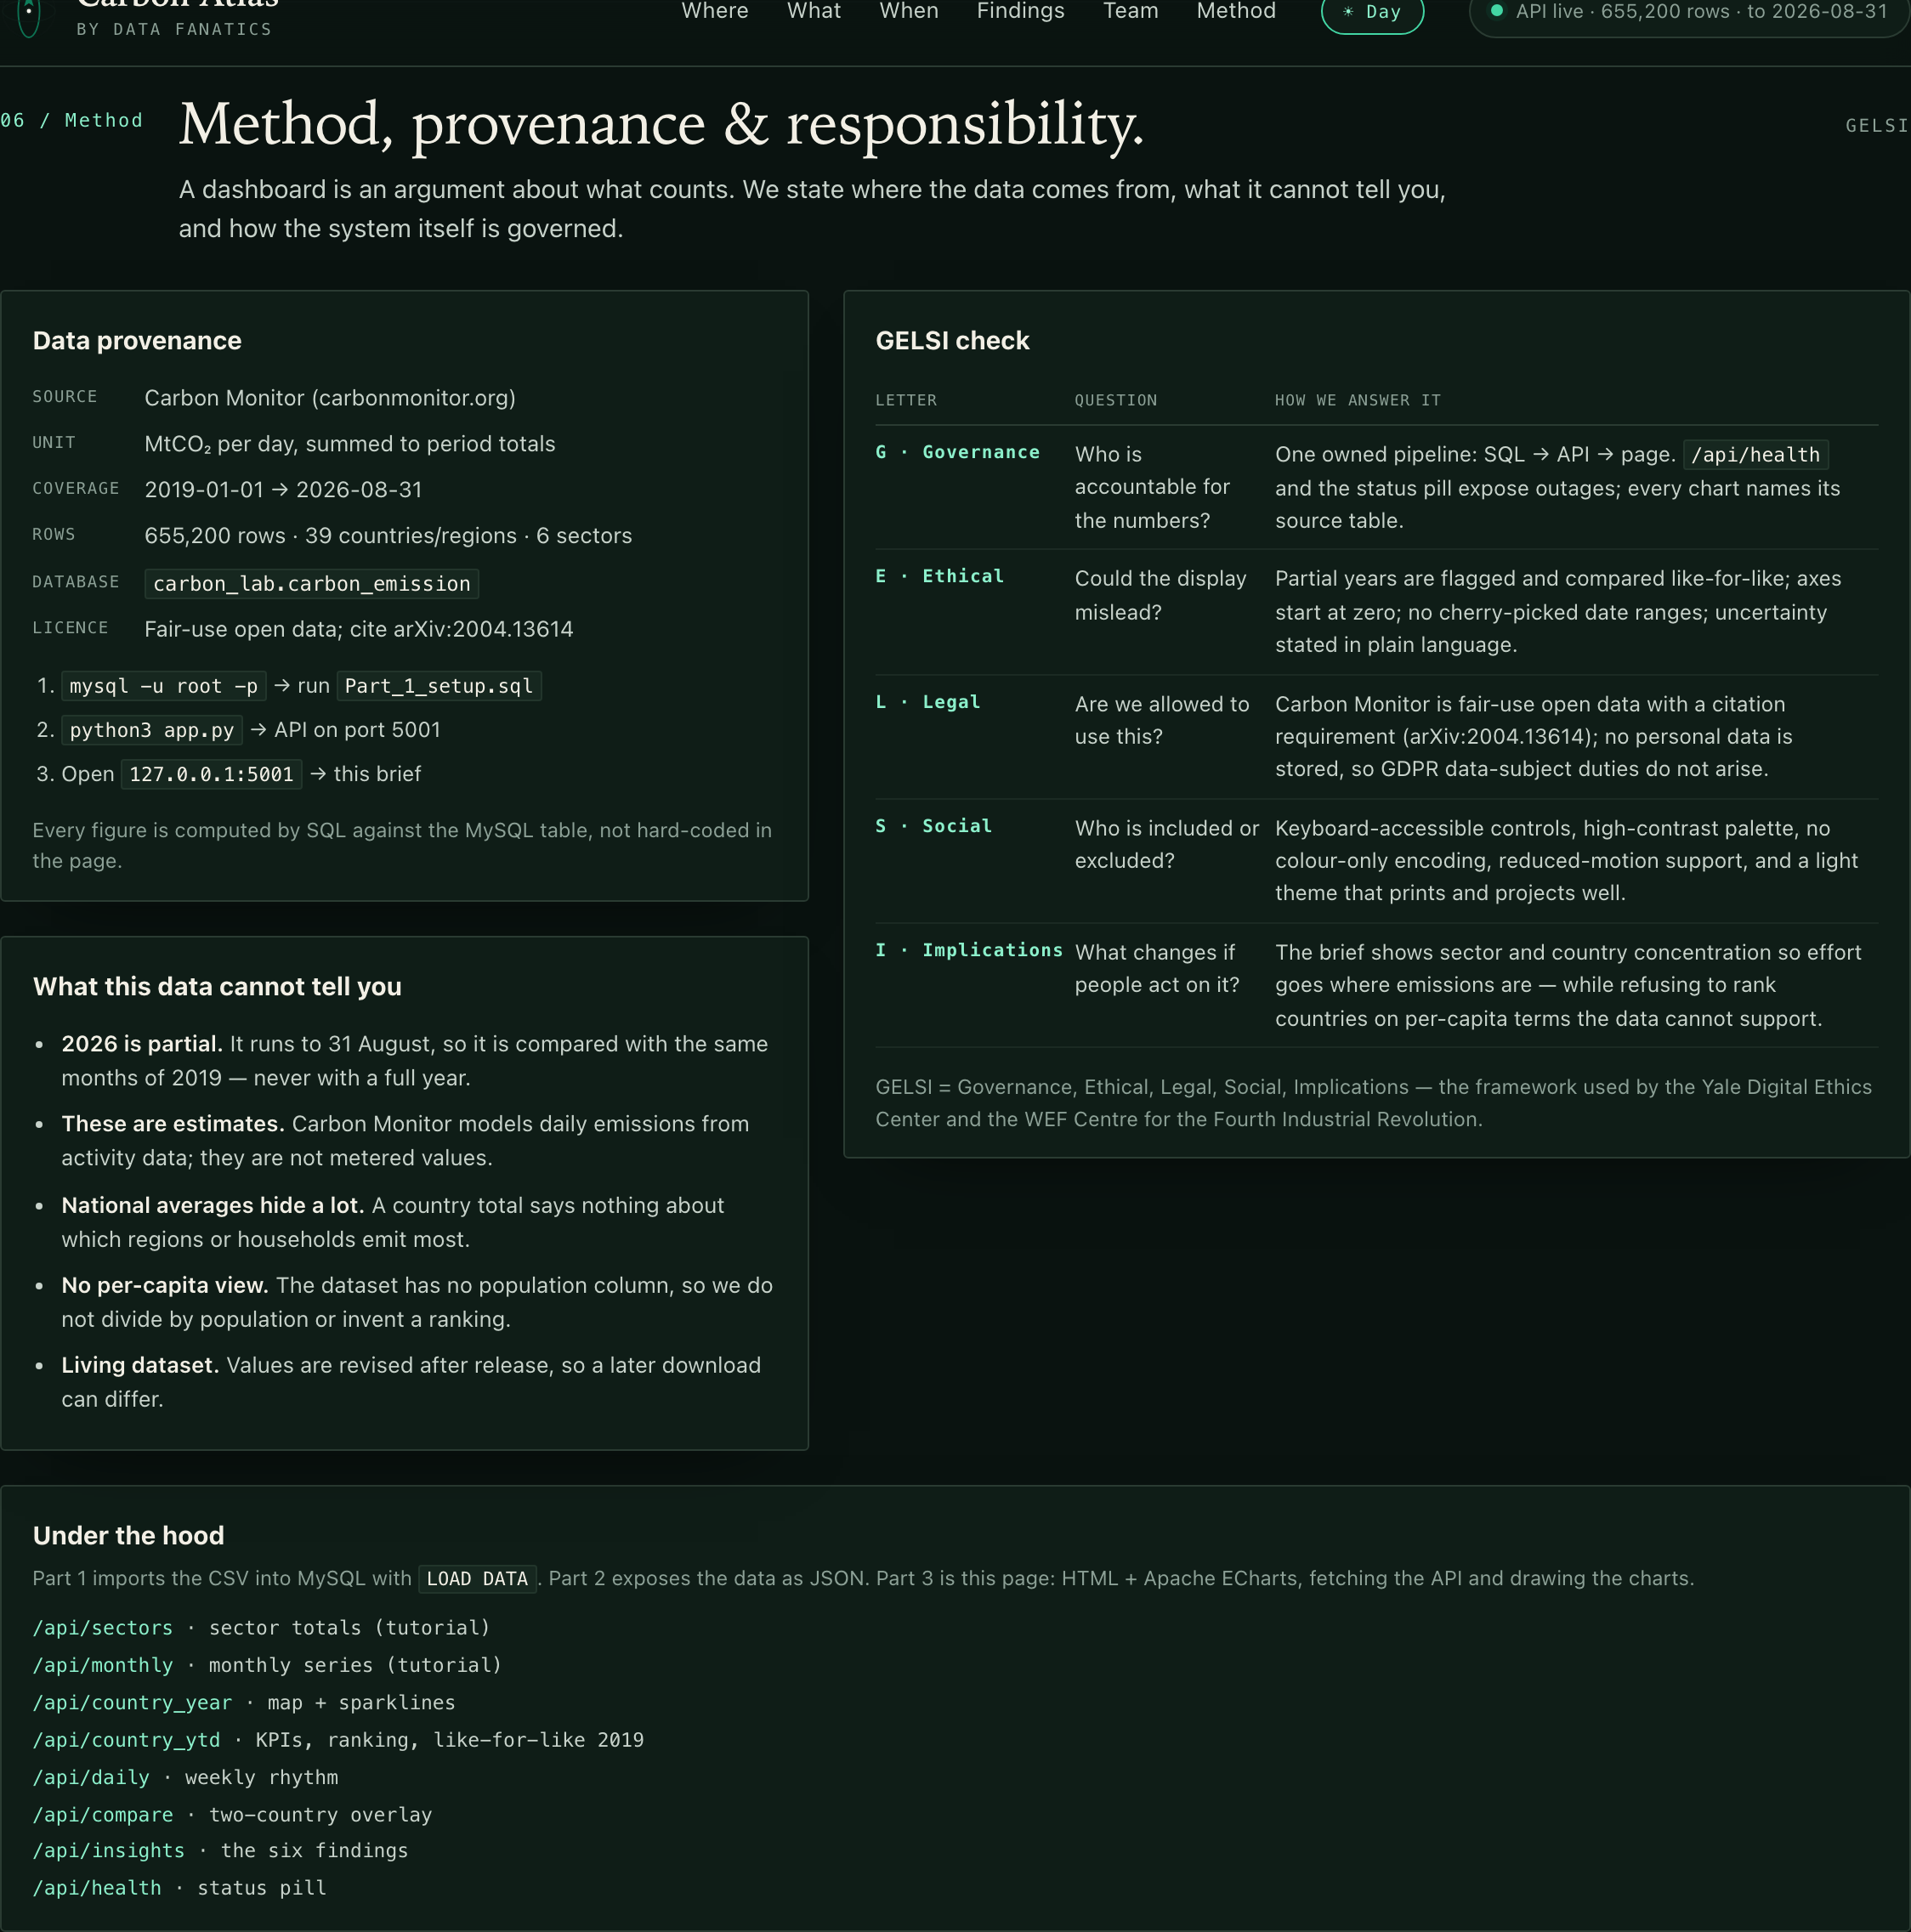 Carbon Atlas
BY DATA FANATICS
Where What When Findings Team Method ☀ Day API live · 655,200 rows · to 2026-08-31
06 / Method
Method, provenance & responsibility.
GELSI
A dashboard is an argument about what counts. We state where the data comes from, what it cannot tell you,
and how the system itself is governed.
Data provenance
SOURCE Carbon Monitor (carbonmonitor.org)
UNIT MtCO₂ per day, summed to period totals
COVERAGE 2019-01-01 → 2026-08-31
ROWS 655,200 rows · 39 countries/regions · 6 sectors
DATABASE carbon_lab.carbon_emission
LICENCE Fair-use open data; cite arXiv:2004.13614
1. mysql -u root -p → run Part_1_setup.sql
2. python3 app.py → API on port 5001
3. Open 127.0.0.1:5001 → this brief
Every figure is computed by SQL against the MySQL table, not hard-coded in
the page.
What this data cannot tell you
• 2026 is partial. It runs to 31 August, so it is compared with the same
months of 2019 — never with a full year.
• These are estimates. Carbon Monitor models daily emissions from
activity data; they are not metered values.
• National averages hide a lot. A country total says nothing about
which regions or households emit most.
• No per-capita view. The dataset has no population column, so we do
not divide by population or invent a ranking.
• Living dataset. Values are revised after release, so a later download
can differ.
GELSI check
LETTER QUESTION HOW WE ANSWER IT
G · Governance Who is One owned pipeline: SQL → API → page. /api/health
accountable for and the status pill expose outages; every chart names its
the numbers? source table.
E · Ethical Could the display Partial years are flagged and compared like-for-like; axes
mislead? start at zero; no cherry-picked date ranges; uncertainty
stated in plain language.
L · Legal Are we allowed to Carbon Monitor is fair-use open data with a citation
use this? requirement (arXiv:2004.13614); no personal data is
stored, so GDPR data-subject duties do not arise.
S · Social Who is included or Keyboard-accessible controls, high-contrast palette, no
excluded? colour-only encoding, reduced-motion support, and a light
theme that prints and projects well.
I · Implications What changes if The brief shows sector and country concentration so effort
people act on it? goes where emissions are — while refusing to rank
countries on per-capita terms the data cannot support.
GELSI = Governance, Ethical, Legal, Social, Implications — the framework used by the Yale Digital Ethics
Center and the WEF Centre for the Fourth Industrial Revolution.
Under the hood
Part 1 imports the CSV into MySQL with LOAD DATA. Part 2 exposes the data as JSON. Part 3 is this page: HTML + Apache ECharts, fetching the API and drawing the charts.
/api/sectors · sector totals (tutorial)
/api/monthly · monthly series (tutorial)
/api/country_year · map + sparklines
/api/country_ytd · KPIs, ranking, like-for-like 2019
/api/daily · weekly rhythm
/api/compare · two-country overlay
/api/insights · the six findings
/api/health · status pill